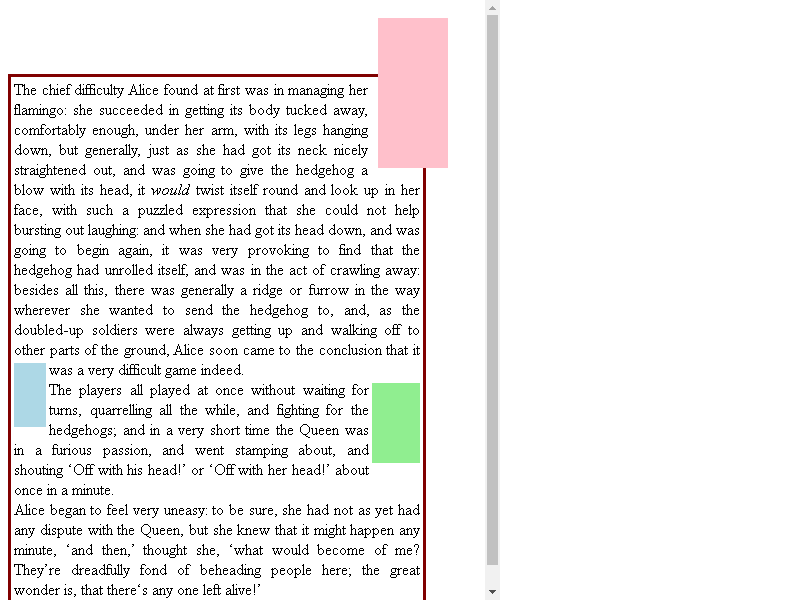 The chief difficulty Alice found at first was in managing her
flamingo: she succeeded in getting its body tucked away,
comfortably enough, under her arm, with its legs hanging
down, but generally, just as she had got its neck nicely
straightened out, and was going to give the hedgehog a
blow with its head, it would twist itself round and look up in her
face, with such a puzzled expression that she could not help
bursting out laughing: and when she had got its head down, and was
going to begin again, it was very provoking to find that the
hedgehog had unrolled itself, and was in the act of crawling away:
besides all this, there was generally a ridge or furrow in the way
wherever she wanted to send the hedgehog to, and, as the
doubled-up soldiers were always getting up and walking off to
other parts of the ground, Alice soon came to the conclusion that it
was a very difficult game indeed.
The players all played at once without waiting for
turns, quarrelling all the while, and fighting for the
hedgehogs; and in a very short time the Queen was
in a furious passion, and went stamping about, and
shouting ‘Off with his head!’ or ‘Off with her head!’ about
once in a minute.
Alice began to feel very uneasy: to be sure, she had not as yet had
any dispute with the Queen, but she knew that it might happen any
minute, ‘and then,’ thought she, ‘what would become of me?
They’re dreadfully fond of beheading people here; the great
wonder is, that there‘s any one left alive!’